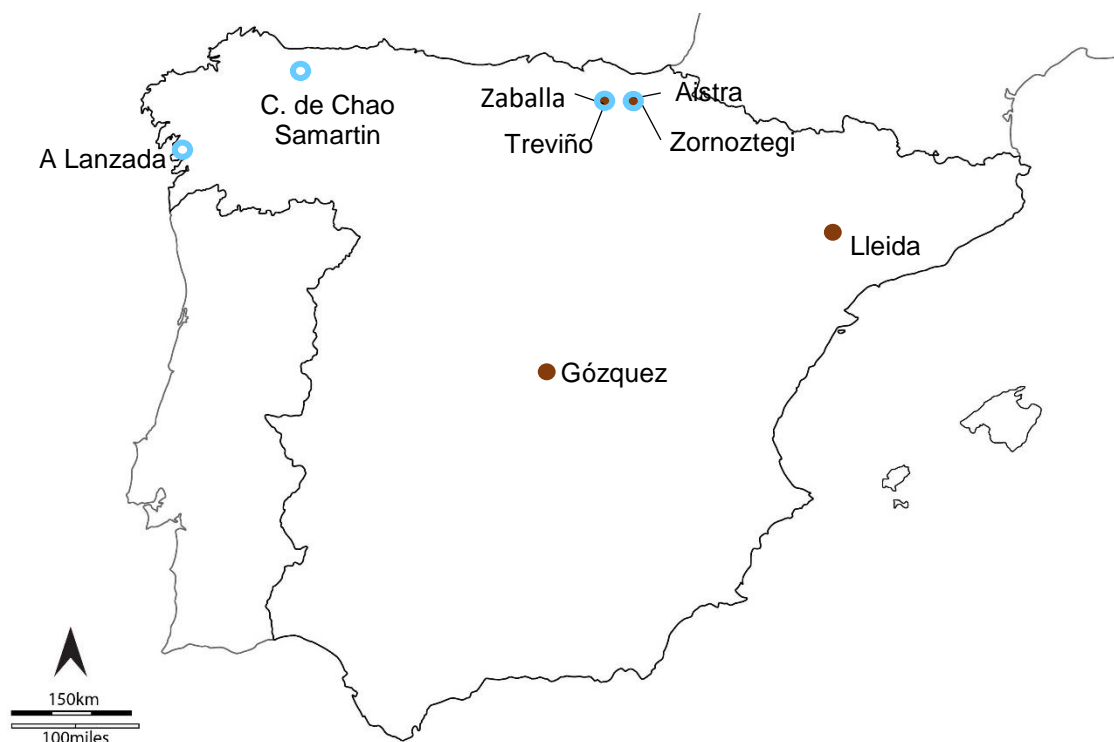 C. de Chao
Samartin
A Lanzada
Zaballa
Treviño
Aistra
Zornoztegi
Lleida
Gózquez
150km
100miles